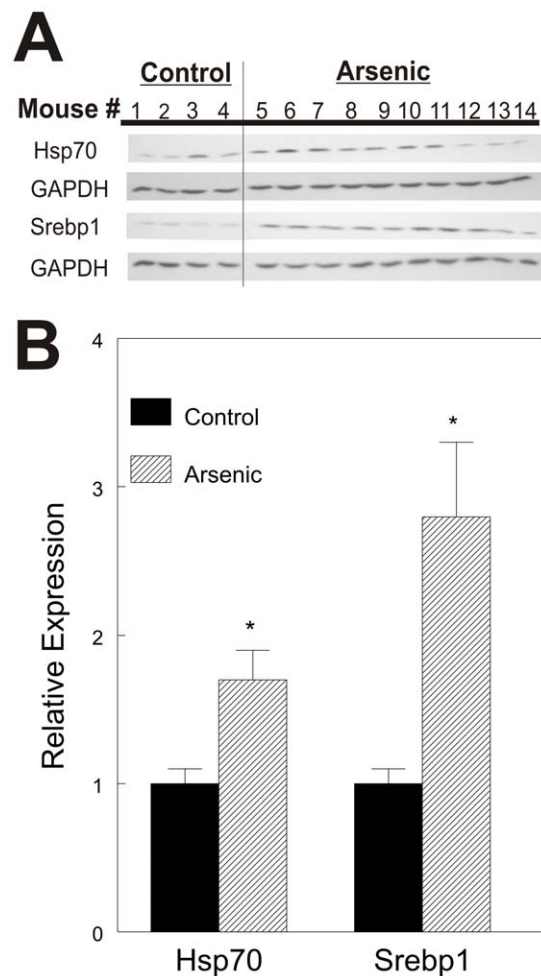 A
Control Arsenic
Mouse # 1 2 3 4 5 6 7 8 9 10 11 12 13 14
Hsp70
GAPDH
Srebp1
GAPDH
B
4
Control
Arsenic
*
3
*
2
1
0
Relative Expression
Hsp70 Srebp1